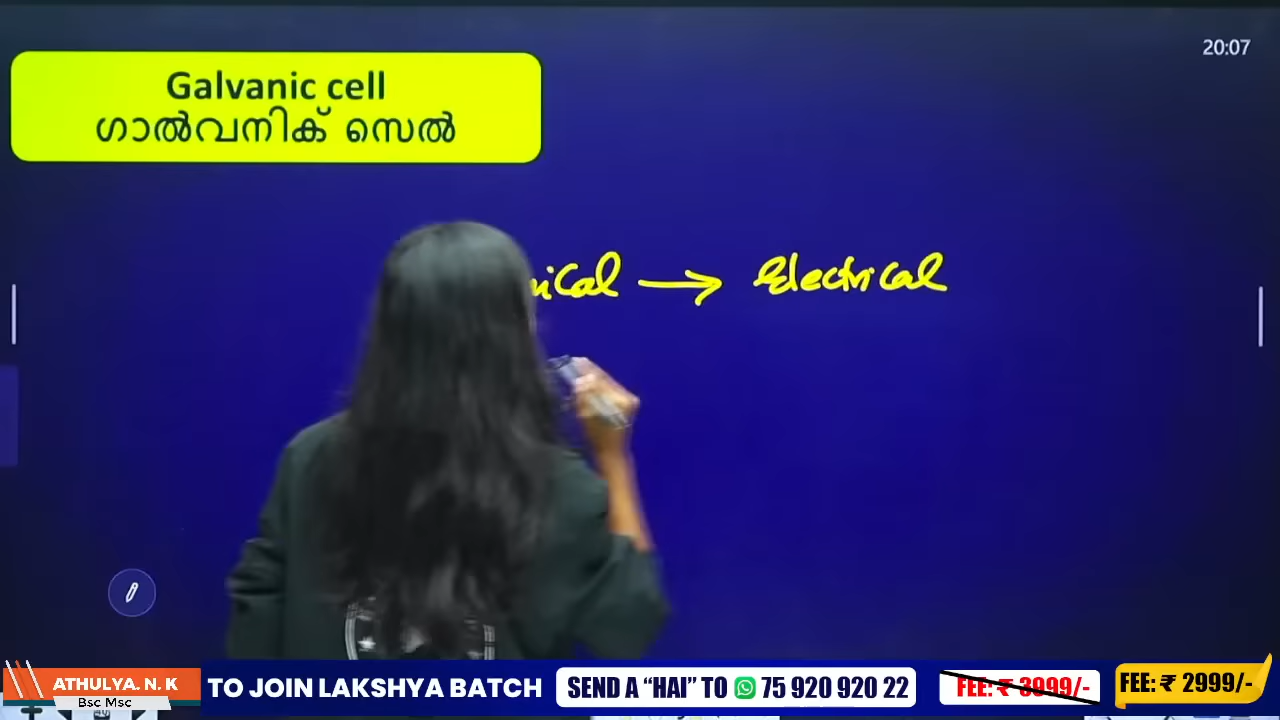 20:07
Galvanic cell
ഗാൽവനിക് സെൽ
nical → Electrical
ATHULYA. N. K
Bsc Msc
TO JOIN LAKSHYA BATCH
SEND A “HAI” TO 75 920 920 22
FEE: ₹ 3999/-
FEE: ₹ 2999/-